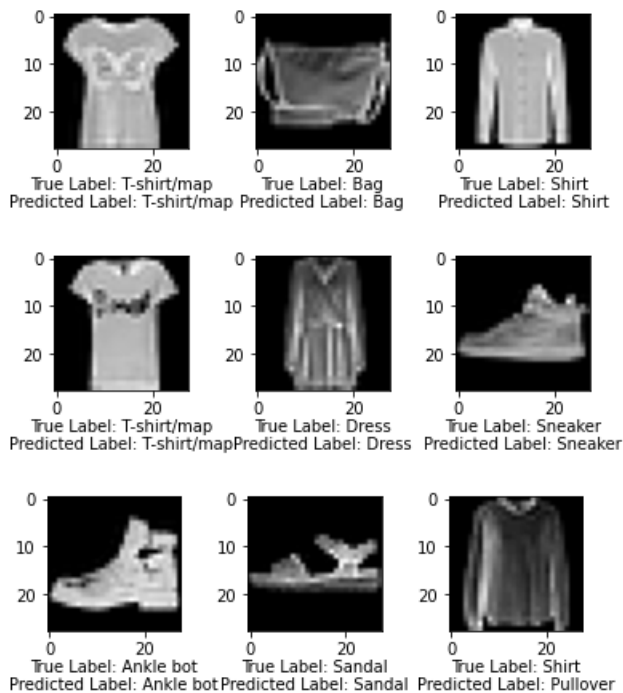 0
10
20
0
20
True Label: T-shirt/map
Predicted Label: T-shirt/map
0
10
20
0
20
True Label: Bag
Predicted Label: Bag
0
10
20
0
20
True Label: Shirt
Predicted Label: Shirt
0
10
20
0
20
True Label: T-shirt/map
Predicted Label: T-shirt/map
0
10
20
0
20
True Label: Dress
Predicted Label: Dress
0
10
20
0
20
True Label: Sneaker
Predicted Label: Sneaker
0
10
20
0
20
True Label: Ankle bot
Predicted Label: Ankle bot
0
10
20
0
20
True Label: Sandal
Predicted Label: Sandal
0
10
20
0
20
True Label: Shirt
Predicted Label: Pullover